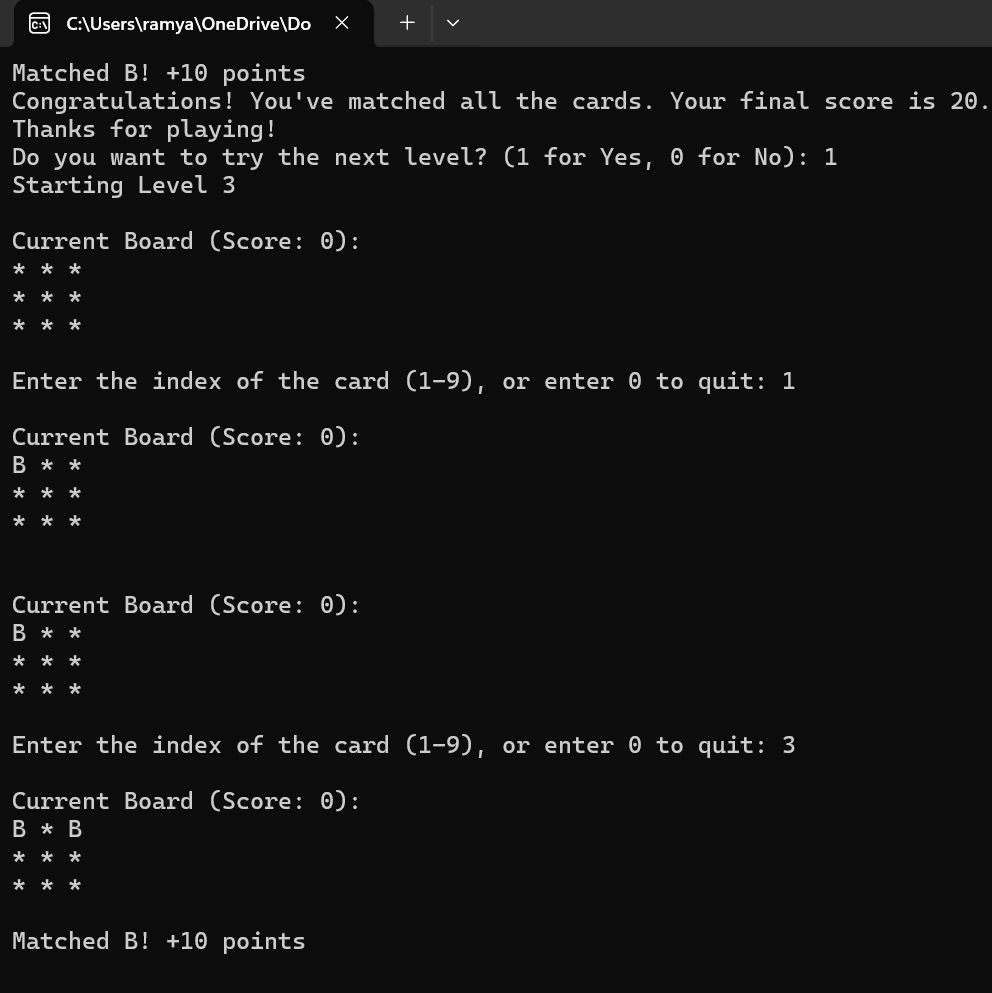 C:\Users\ramya\OneDrive\Do
Matched B! +10 points
Congratulations! You've matched all the cards. Your final score is 20.
Thanks for playing!
Do you want to try the next level? (1 for Yes, 0 for No): 1
Starting Level 3
Current Board (Score: 0):
* * *
* * *
* * *
Enter the index of the card (1-9), or enter 0 to quit: 1
Current Board (Score: 0):
B * *
* * *
* * *
Current Board (Score: 0):
B * *
* * *
* * *
Enter the index of the card (1-9), or enter 0 to quit: 3
Current Board (Score: 0):
B * B
* * *
* * *
Matched B! +10 points